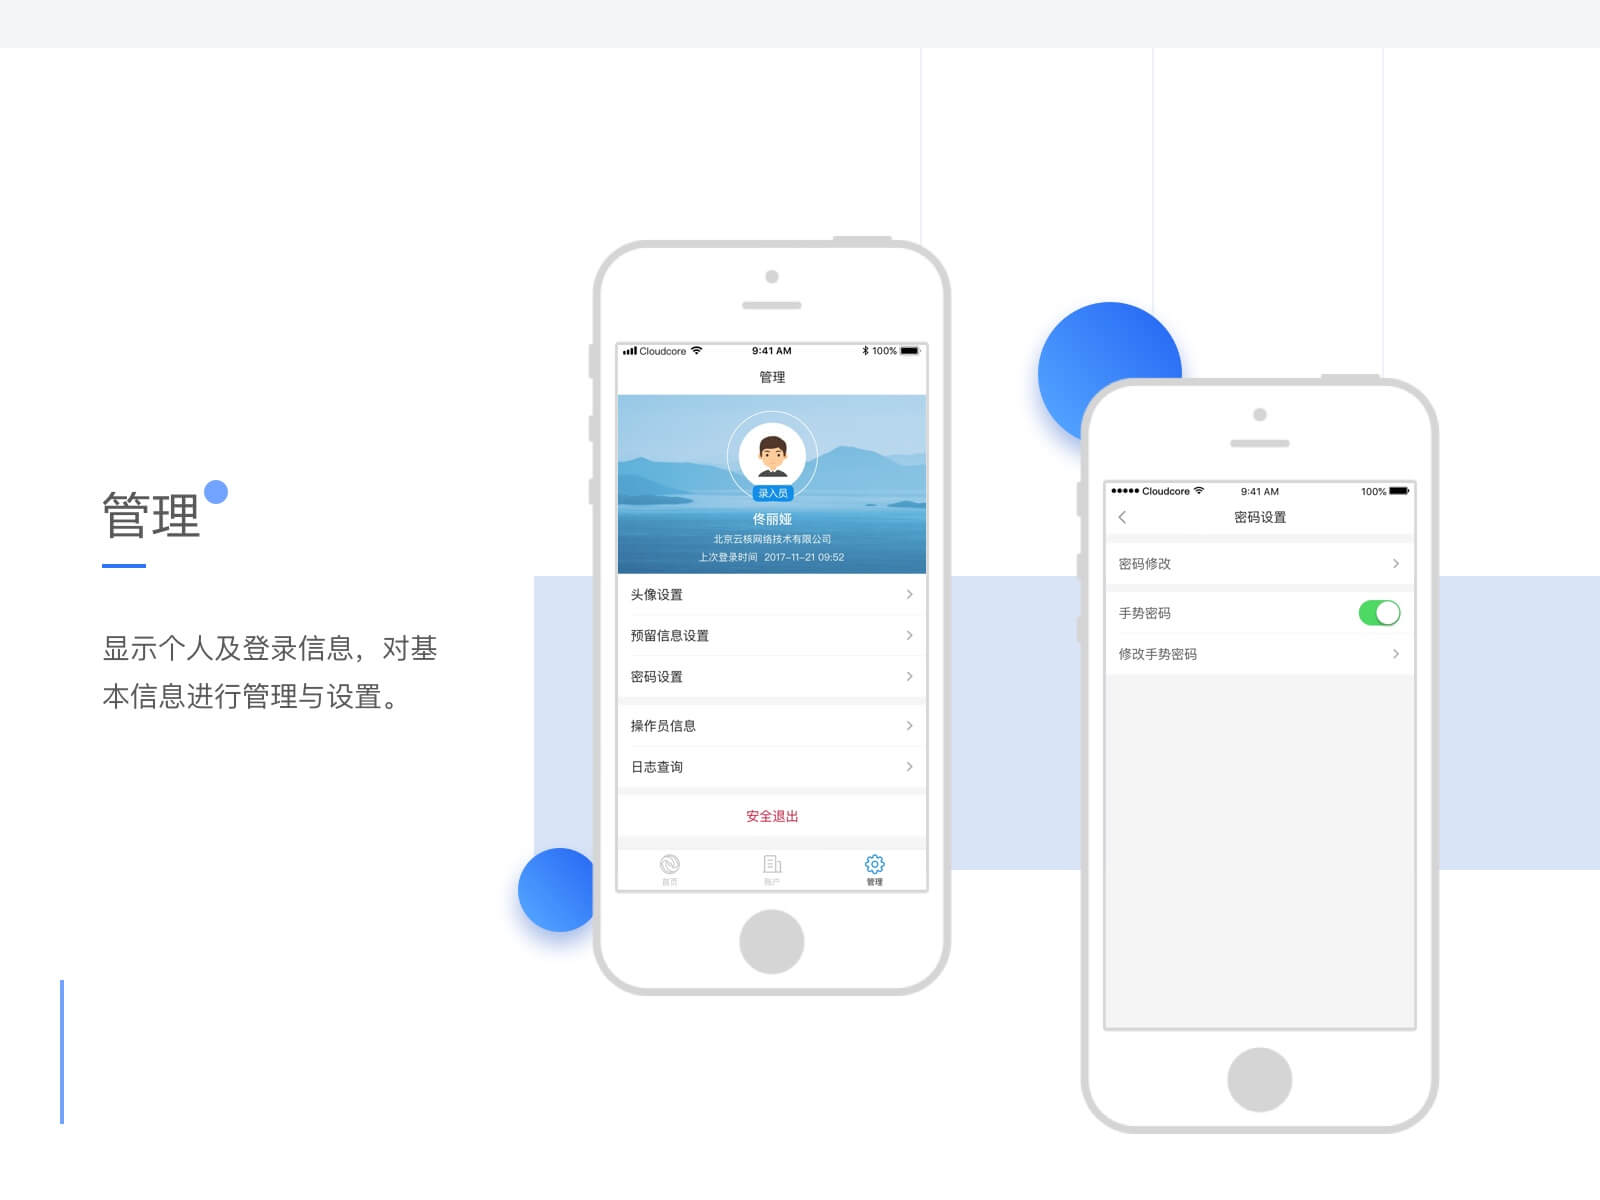 管理
显示个人及登录信息，对基
本信息进行管理与设置。
Cloudcore 9:41 AM 100%
管理
录入员
佟丽娅
北京云核网络技术有限公司
上次登录时间 2017-11-21 09:52
头像设置
预留信息设置
密码设置
操作员信息
日志查询
安全退出
首页 账户 管理
Cloudcore 9:41 AM 100%
密码设置
密码修改
手势密码
修改手势密码